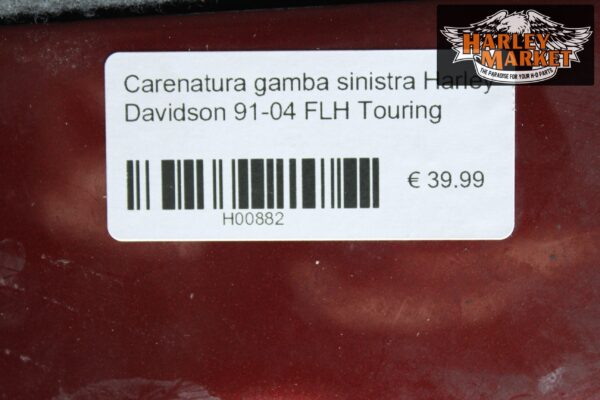 HARLEY
MARKET
THE PARADISE FOR YOUR H-D PARTS
Carenatura gamba sinistra Harley
Davidson 91-04 FLH Touring
€ 39.99
H00882